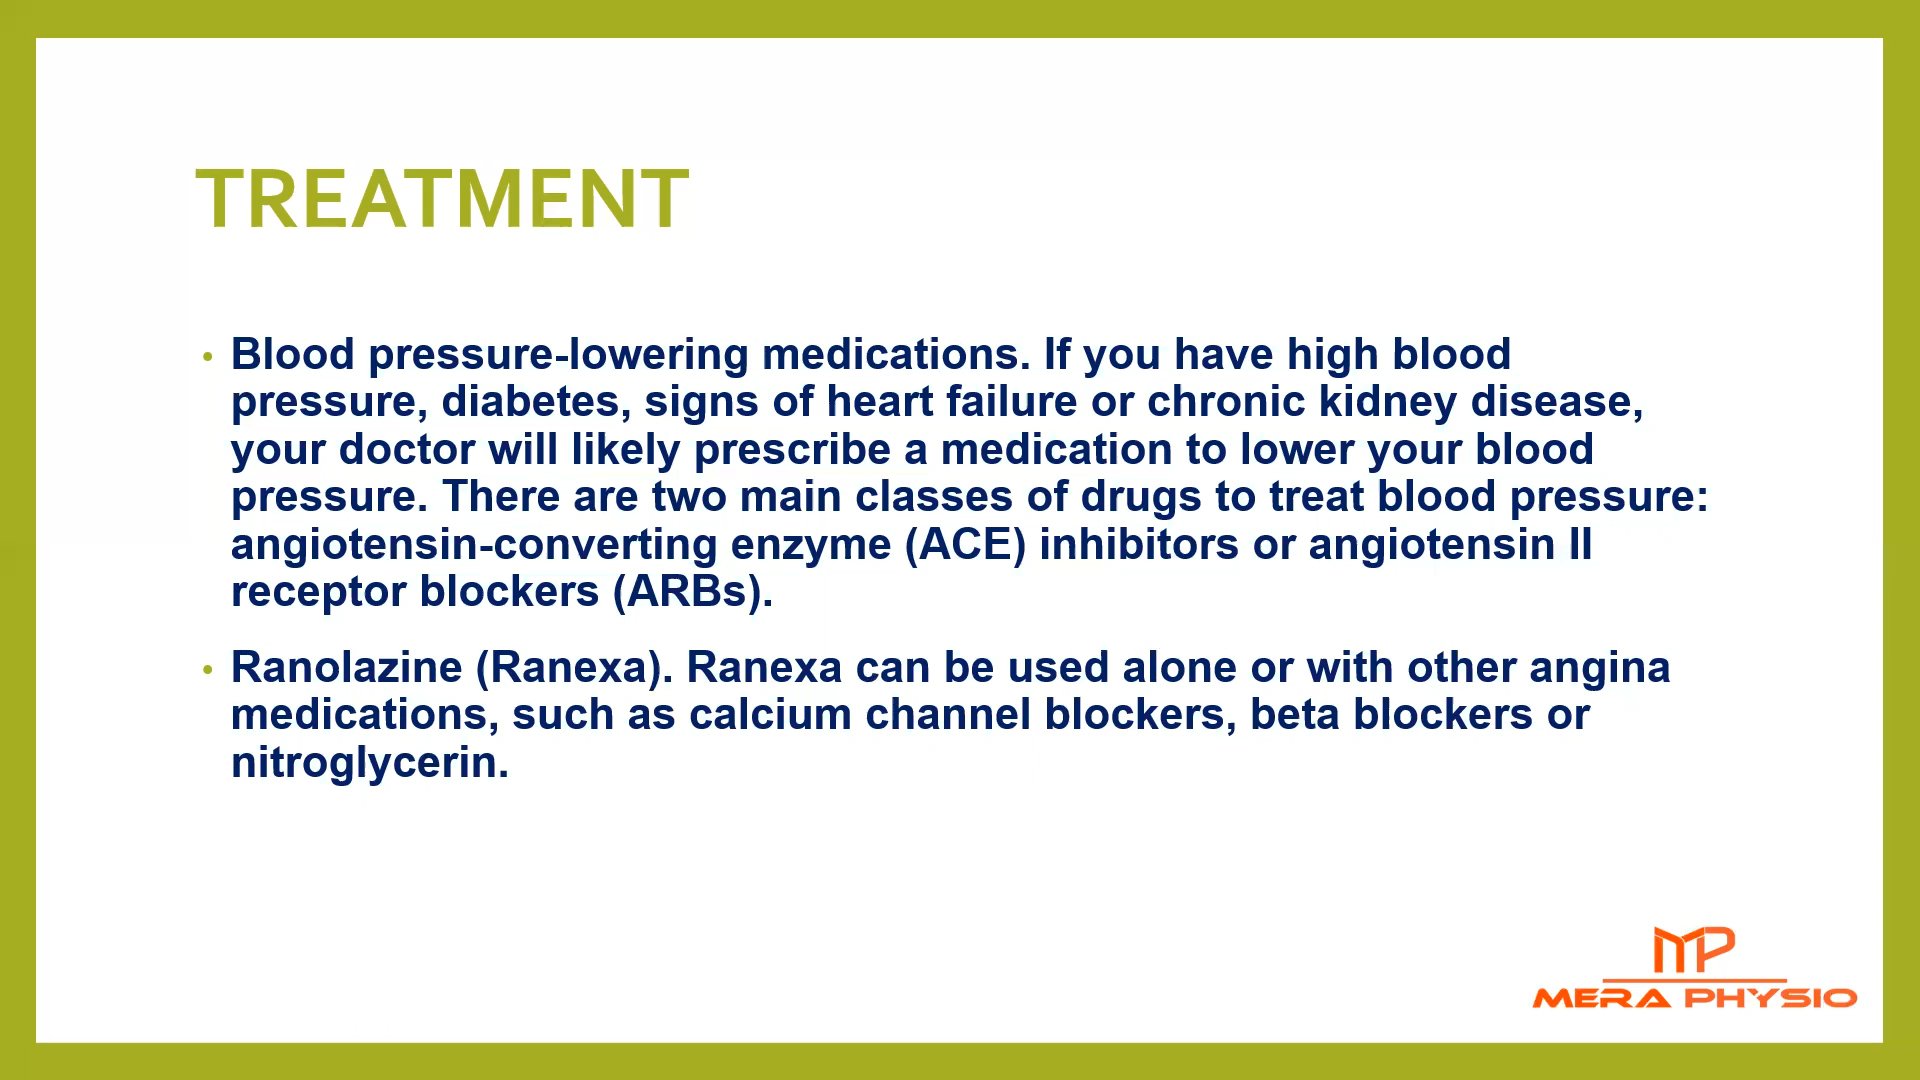 TREATMENT
• Blood pressure-lowering medications. If you have high blood
pressure, diabetes, signs of heart failure or chronic kidney disease,
your doctor will likely prescribe a medication to lower your blood
pressure. There are two main classes of drugs to treat blood pressure:
angiotensin-converting enzyme (ACE) inhibitors or angiotensin II
receptor blockers (ARBs).
• Ranolazine (Ranexa). Ranexa can be used alone or with other angina
medications, such as calcium channel blockers, beta blockers or
nitroglycerin.
MP
MERA PHYSIO